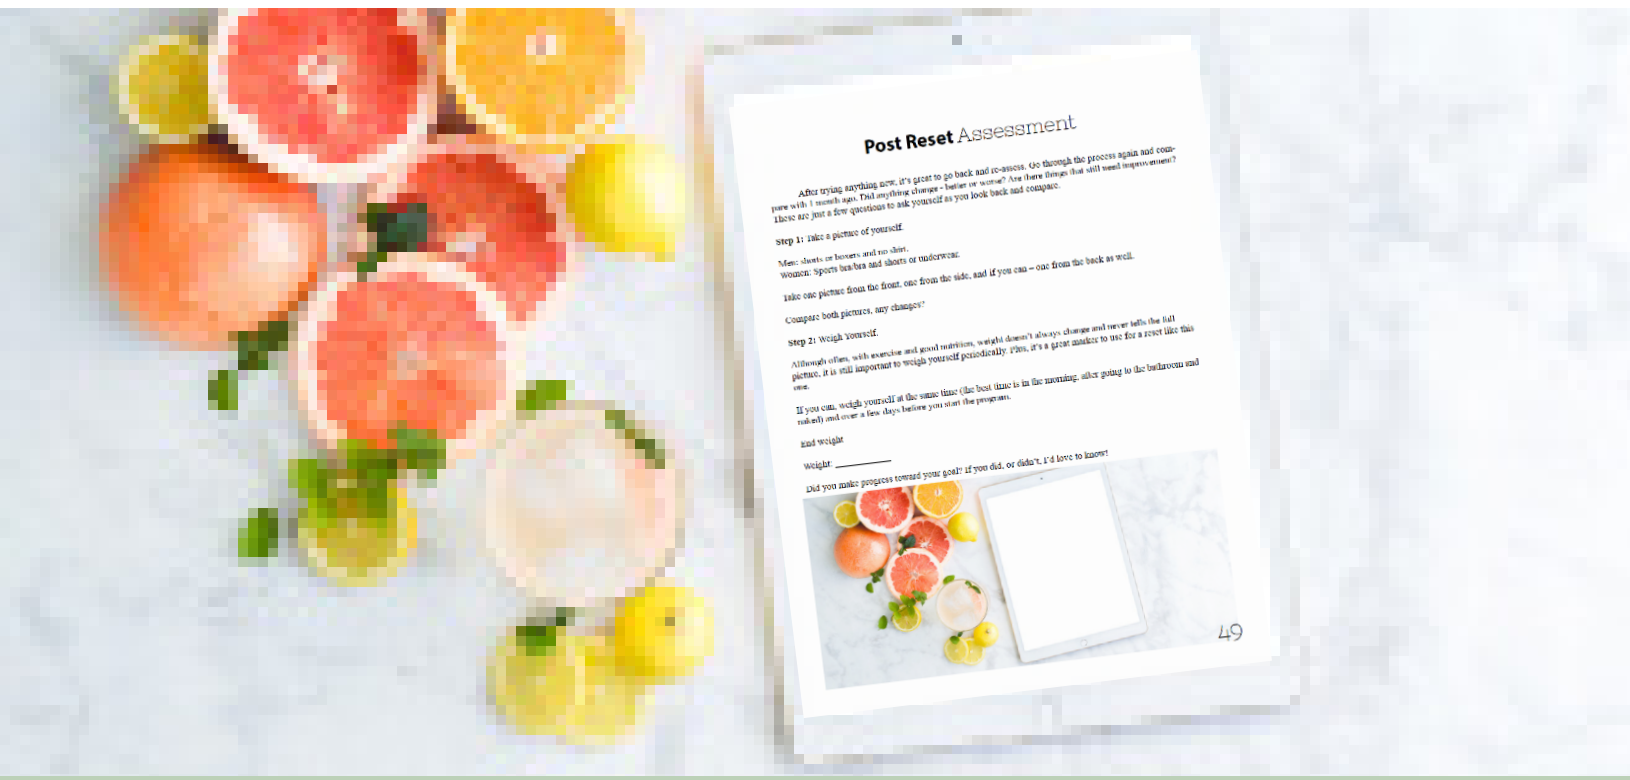 Post Reset Assessment
After trying anything new, it's great to go back and re-assess. Go through the process again and com-
pare with 1 month ago. Did anything change - better or worse? Are there things that still need improvement?
These are just a few questions to ask yourself as you look back and compare.
Step 1: Take a picture of yourself.
Men: shorts or boxers and no shirt.
Women: Sports bra/bra and shorts or underwear.
Take one picture from the front, one from the side, and if you can – one from the back as well.
Compare both pictures, any changes?
Step 2: Weigh Yourself.
Although often, with exercise and good nutrition, weight doesn't always change and never tells the full
picture, it is still important to weigh yourself periodically. Plus, it's a great marker to use for a reset like this
one.
If you can, weigh yourself at the same time (the best time is in the morning, after going to the bathroom and
naked) and over a few days before you start the program.
End Weight
Weight: __________
Did you make progress toward your goal? If you did, or didn't, I'd love to know!
49